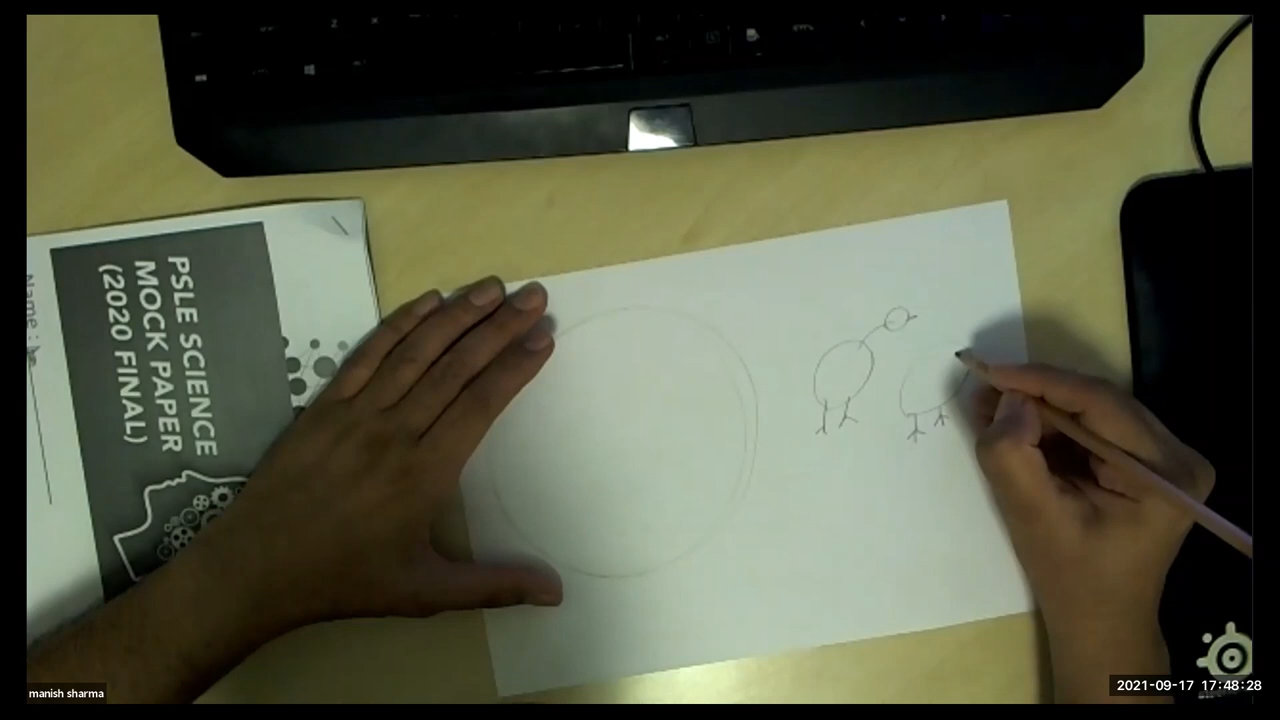 PSLE SCIENCE
MOCK PAPER
(2020 FINAL)
Name :
manish sharma
2021-09-17 17:48:28